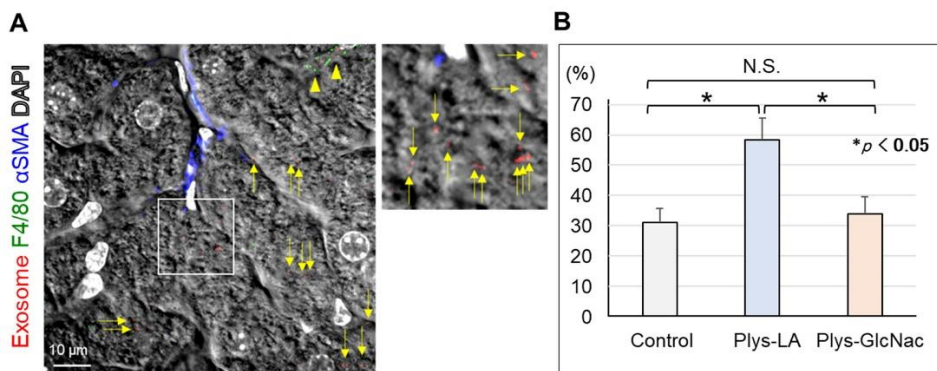 A
Exosome F4/80 αSMA DAPI
10 µm
B
(%)
N.S.
*
*
*p < 0.05
70
60
50
40
30
20
10
0
Control
Plys-LA
Plys-GlcNac